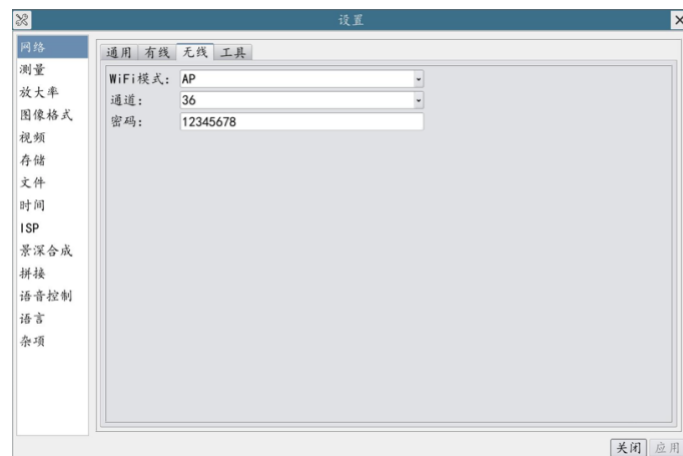 设置
网络
测量
放大率
图像格式
视频
存储
文件
时间
ISP
景深合成
拼接
语音控制
语言
杂项
通用 有线 无线 工具
WiFi模式: AP
通道: 36
密码: 12345678
关闭 应用